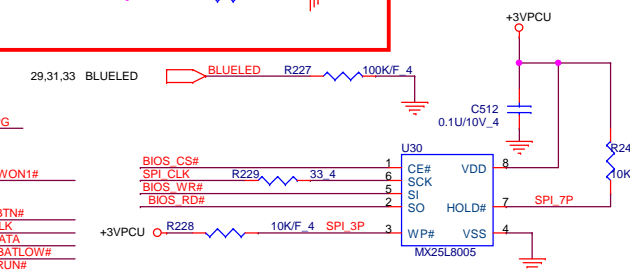 +3VPCU
29,31,33 BLUELED BLUELED R227 100K/F_4
C512
0.1U/10V_4
U30
BIOS_CS# 1 CE# VDD 8
SPI_CLK R229 33_4 6 SCK
BIOS_WR# 5 SI
BIOS_RD# 2 SO HOLD# 7 SPI_7P
+3VPCU R228 10K/F_4 SPI_3P 3 WP# VSS 4
MX25L8005
R24
10K
G
WON1#
BTN#
LK
ATA
BATLOW#
RUN#